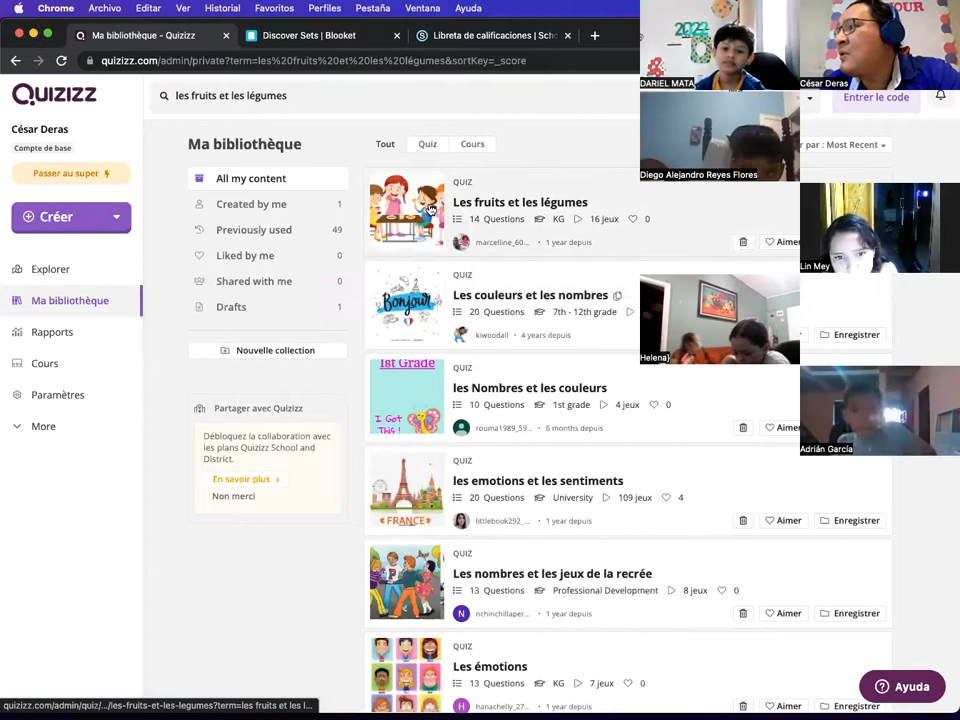 Chrome Archivo Editar Ver Historial Favoritos Perfiles Pestaña Ventana Ayuda
Ma bibliothèque - Quizizz
Discover Sets | Blooket
Libreta de calificaciones | Scho
quizizz.com/admin/private?term=les%20fruits%20et%20les%20légumes&sortKey=_score
2022
DARIEL MATA
César Deras
Diego Alejandro Reyes Flores
Lin Mey
Helena}
Adrián García
QUIZIZZ
les fruits et les légumes
Entrer le code
César Deras
Compte de base
Passer au super
Créer
Explorer
Ma bibliothèque
Rapports
Cours
Paramètres
More
Ma bibliothèque
Tout Quiz Cours
r par : Most Recent
All my content
Created by me 1
Previously used 49
Liked by me 0
Shared with me 0
Drafts 1
Nouvelle collection
Partager avec Quizizz
Débloquez la collaboration avec
les plans Quizizz School and
District.
En savoir plus >
Non merci
QUIZ
Les fruits et légumes
14 Questions KG 16 jeux 0
marcelline_60... • 1 year depuis
Aimer
Bonjour
QUIZ
Les couleurs et les nombres
20 Questions 7th - 12th grade
kiwoodall • 4 years depuis
Enregistrer
1st Grade
I Got
This!
QUIZ
les Nombres et les couleurs
10 Questions 1st grade 4 jeux 0
rouma1989_59... • 6 months depuis
Aimer
FRANCE
QUIZ
les emotions et les sentiments
20 Questions University 109 jeux 4
littlebook292_... • 1 year depuis
Aimer Enregistrer
QUIZ
Les nombres et les jeux de la recrée
13 Questions Professional Development 8 jeux 0
N
nchinchillaper... • 1 year depuis
Aimer Enregistrer
QUIZ
Les émotions
13 Questions KG 7 jeux 0
hanachelly_27... • 1 year depuis
Aimer Enregistrer
Ayuda
quizizz.com/admin/quiz/.../les-fruits-et-les-legumes?term=les fruits et les l...